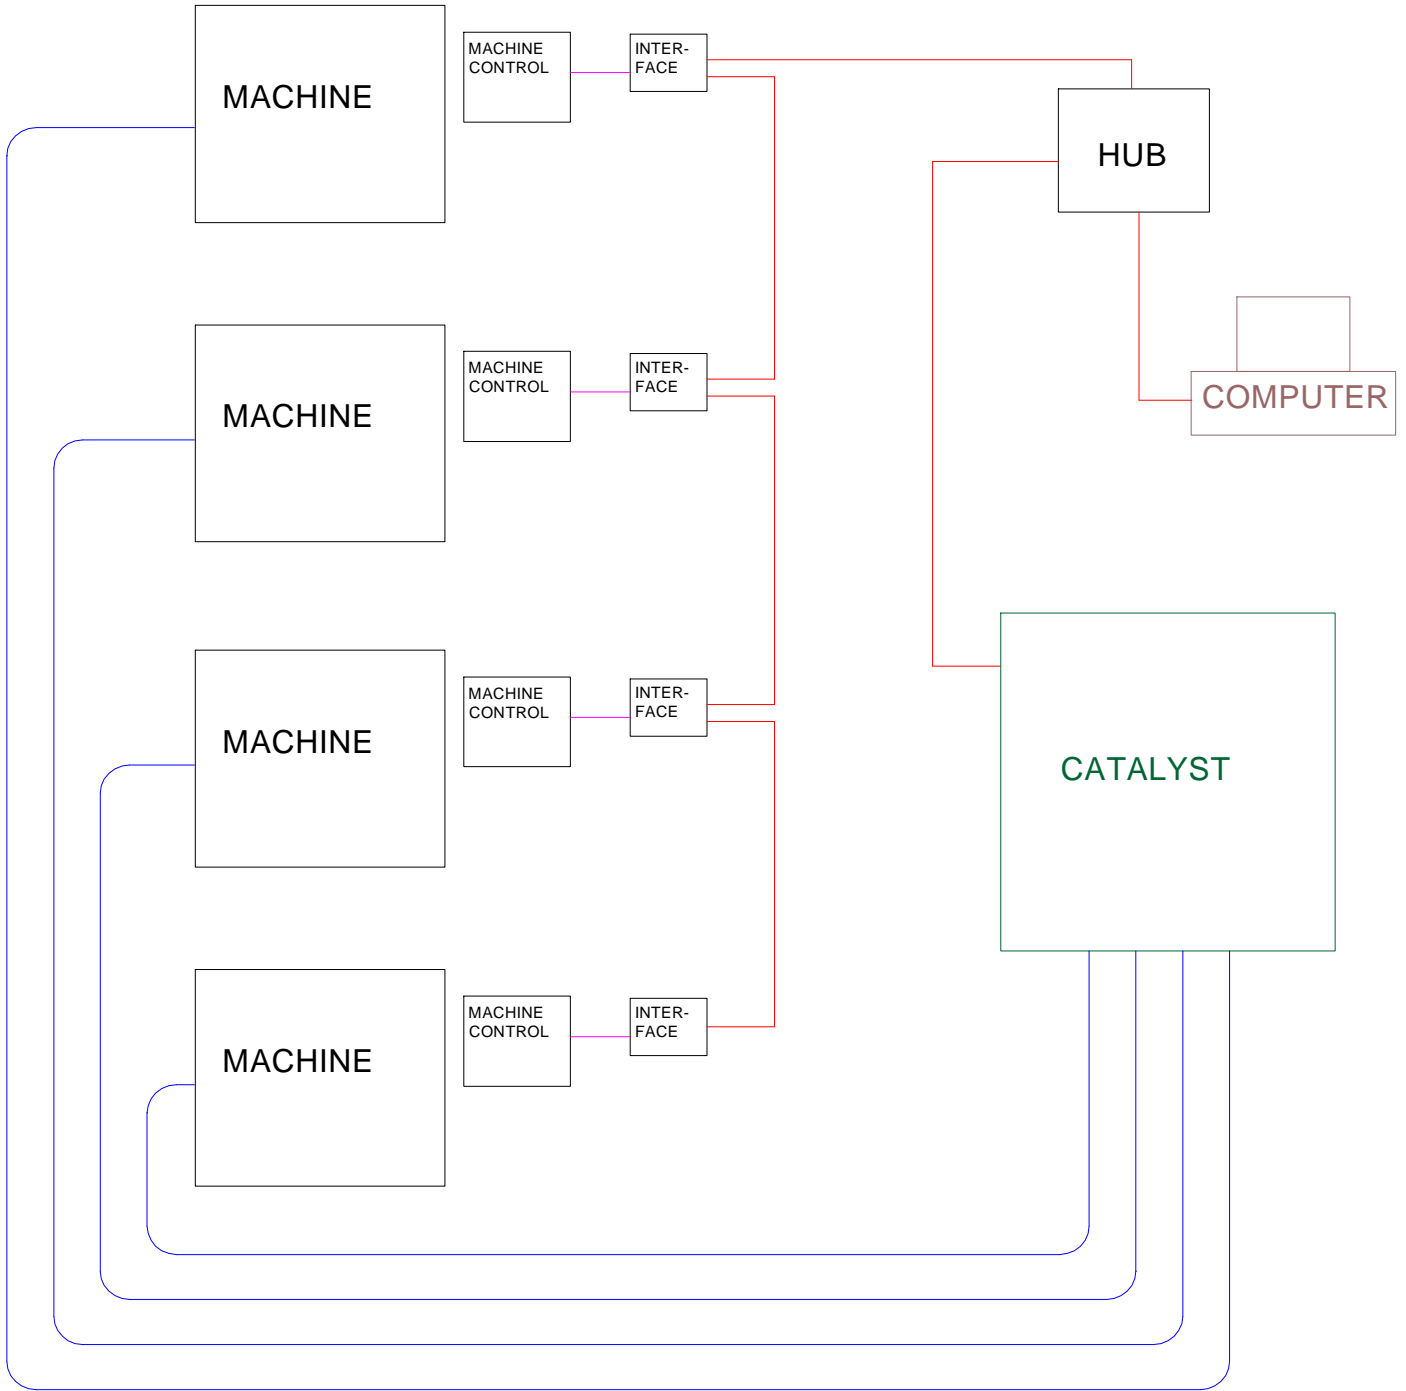 MACHINE
MACHINE
CONTROL
INTER-
FACE
HUB
MACHINE
MACHINE
CONTROL
INTER-
FACE
COMPUTER
MACHINE
MACHINE
CONTROL
INTER-
FACE
CATALYST
MACHINE
MACHINE
CONTROL
INTER-
FACE